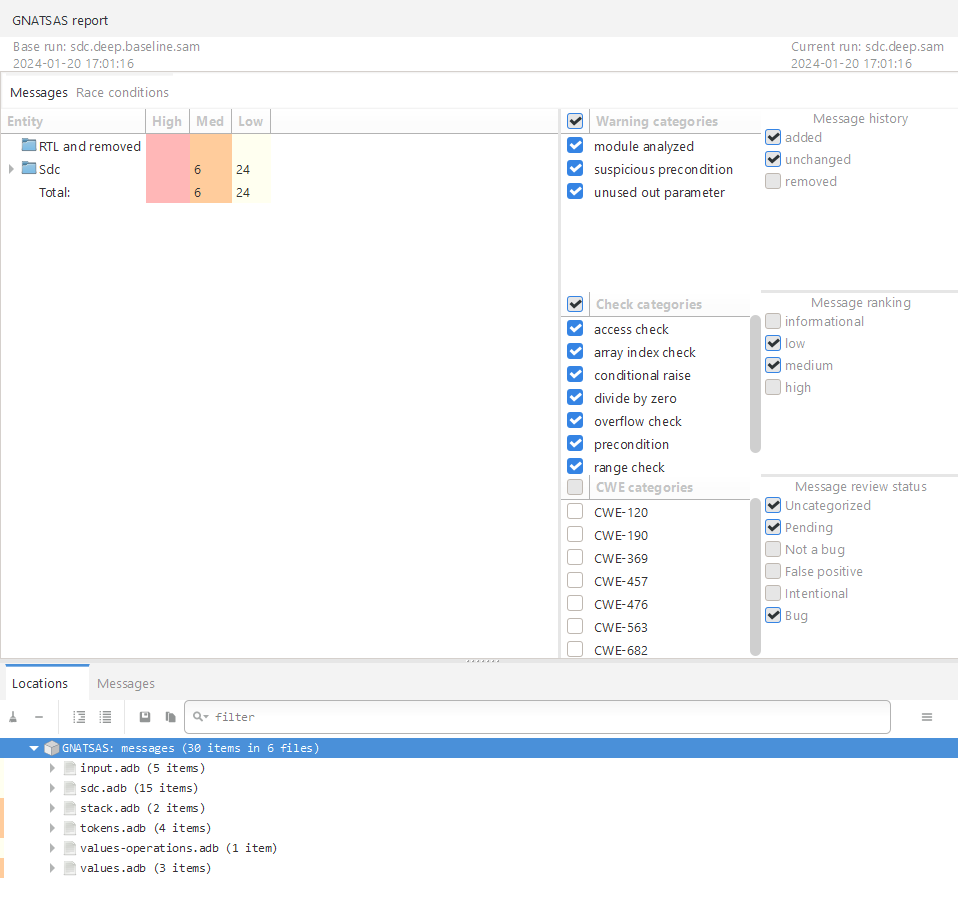 GNATSAS report
Base run: sdc.deep.baseline.sam
2024-01-20 17:01:16
Current run: sdc.deep.sam
2024-01-20 17:01:16
Messages Race conditions
Entity High Med Low
RTL and removed
Sdc 6 24
Total: 6 24
Warning categories
module analyzed
suspicious precondition
unused out parameter
Message history
added
unchanged
removed
Check categories
access check
array index check
conditional raise
divide by zero
overflow check
precondition
range check
Message ranking
informational
low
medium
high
CWE categories
CWE-120
CWE-190
CWE-369
CWE-457
CWE-476
CWE-563
CWE-682
Message review status
Uncategorized
Pending
Not a bug
False positive
Intentional
Bug
Locations Messages
filter
GNATSAS: messages (30 items in 6 files)
input.adb (5 items)
sdc.adb (15 items)
stack.adb (2 items)
tokens.adb (4 items)
values-operations.adb (1 item)
values.adb (3 items)